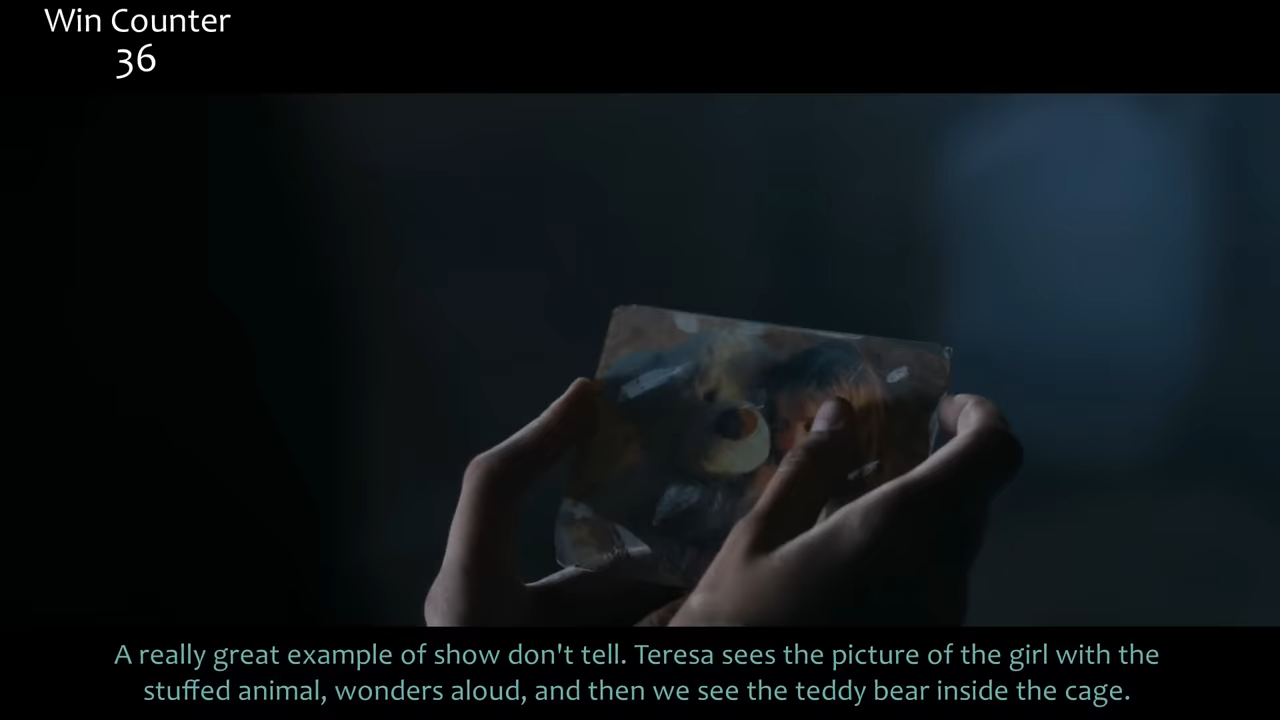 Win Counter
36
A really great example of show don't tell. Teresa sees the picture of the girl with the
stuffed animal, wonders aloud, and then we see the teddy bear inside the cage.